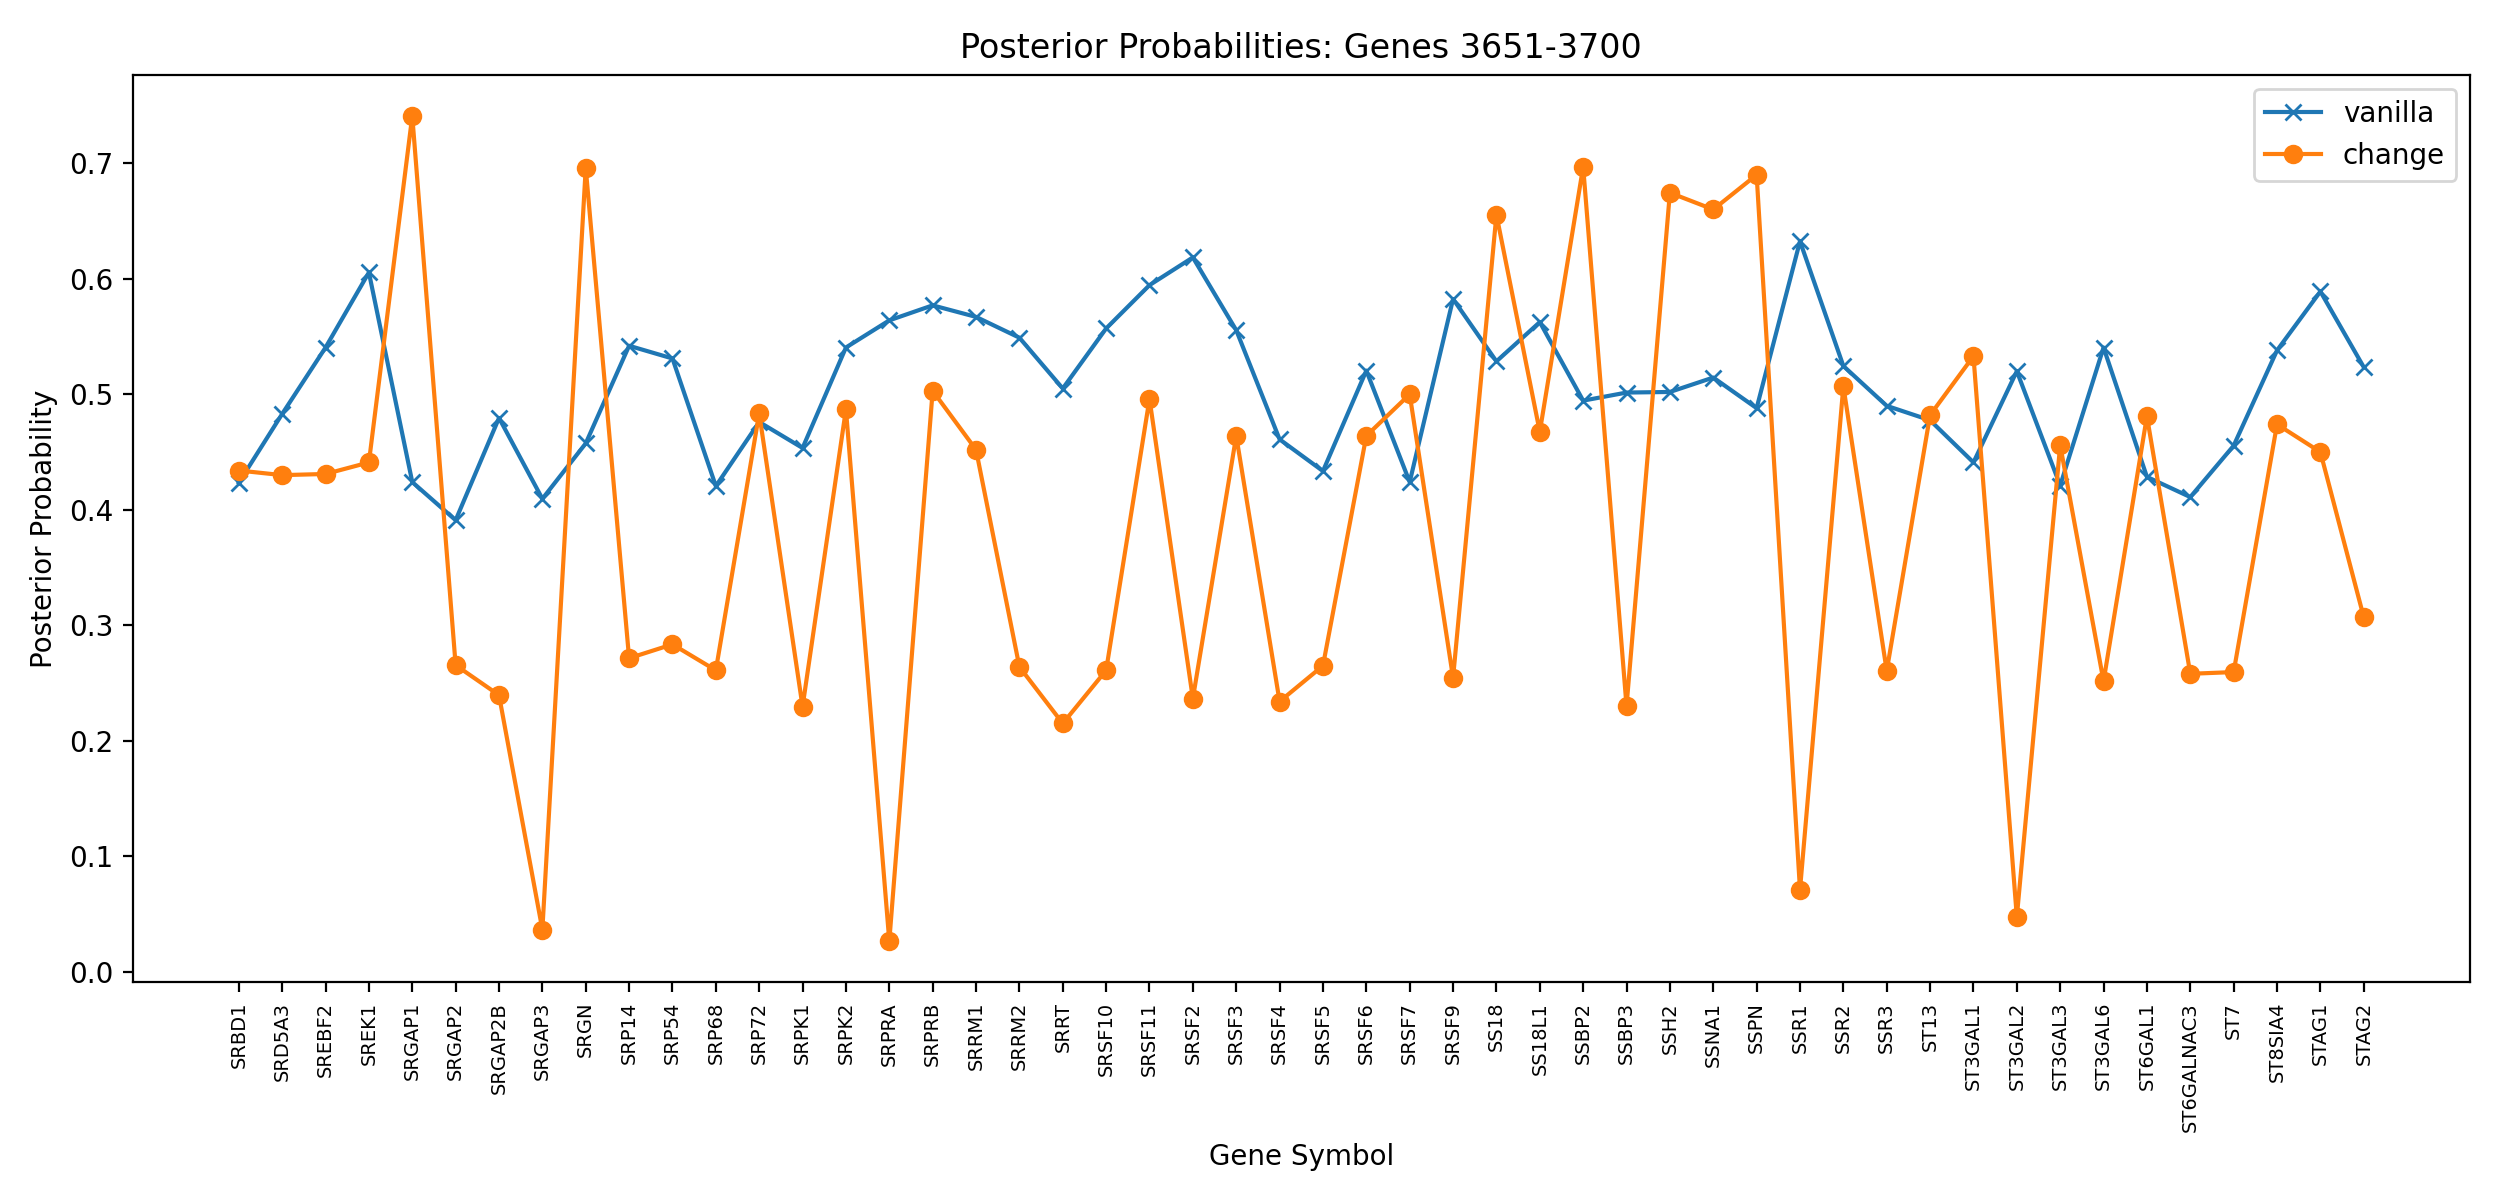 Posterior Probabilities: Genes 3651-3700
vanilla
change
Posterior Probability
0.7
0.6
0.5
0.4
0.3
0.2
0.1
0.0
SRBD1
SRD5A3
SREBF2
SREK1
SRGAP1
SRGAP2
SRGAP2B
SRGAP3
SRGN
SRP14
SRP54
SRP68
SRP72
SRPK1
SRPK2
SRPRA
SRPRB
SRRM1
SRRM2
SRRT
SRSF10
SRSF11
SRSF2
SRSF3
SRSF4
SRSF5
SRSF6
SRSF7
SRSF9
SS18
SS18L1
SSBP2
SSBP3
SSH2
SSNA1
SSPN
SSR1
SSR2
SSR3
ST13
ST3GAL1
ST3GAL2
ST3GAL3
ST3GAL6
ST6GAL1
ST6GALNAC3
ST7
ST8SIA4
STAG1
STAG2
Gene Symbol